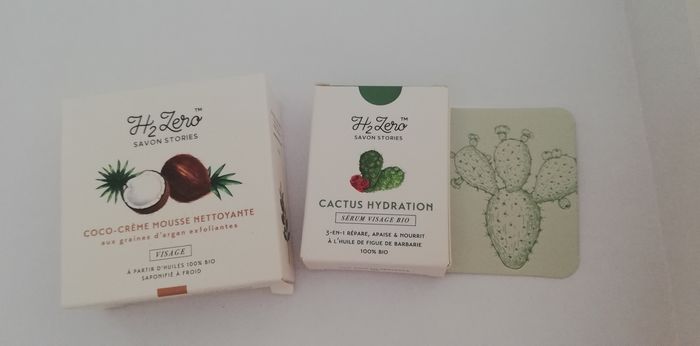 H₂ Zero™
SAVON STORIES
COCO-CRÈME MOUSSE NETTOYANTE
aux graines d'argan exfoliantes
VISAGE
À PARTIR D'HUILES 100% BIO
SAPONIFIÉ À FROID
H₂ Zero™
SAVON STORIES
CACTUS HYDRATION
SÉRUM VISAGE BIO
3-EN-1 RÉPARE, APAISE & NOURRIT
À L'HUILE DE FIGUE DE BARBARIE
100% BIO